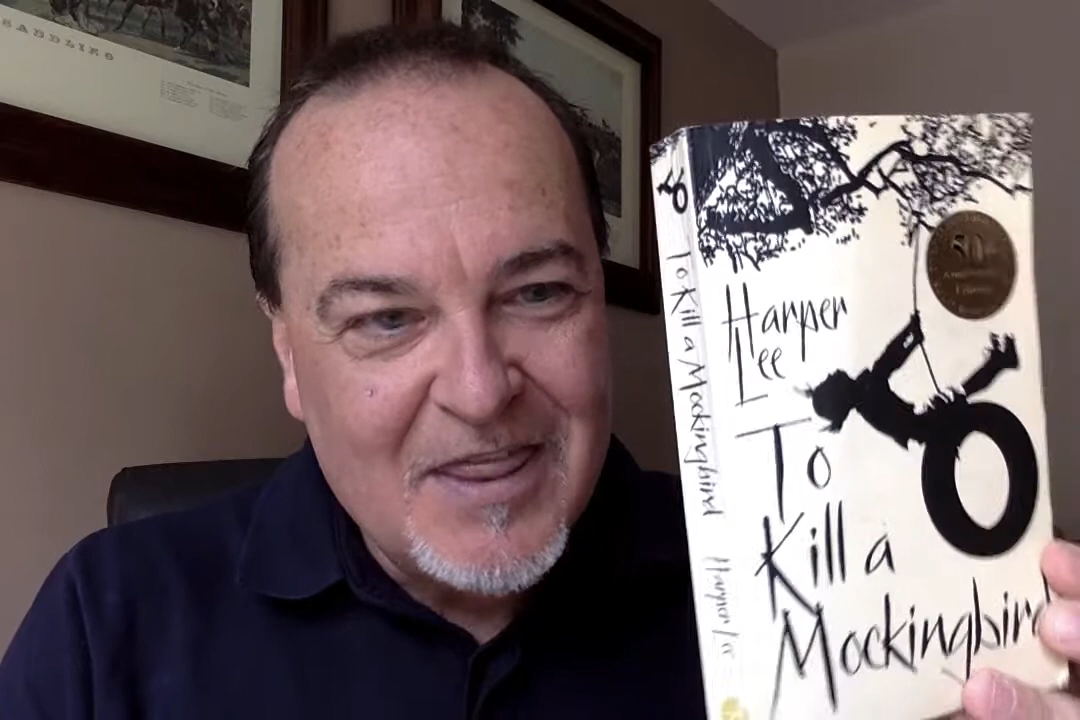 SADDLING
Harper
Lee
To
Kill a
Mockingbird
50
To Kill a Mockingbird
Harper Lee